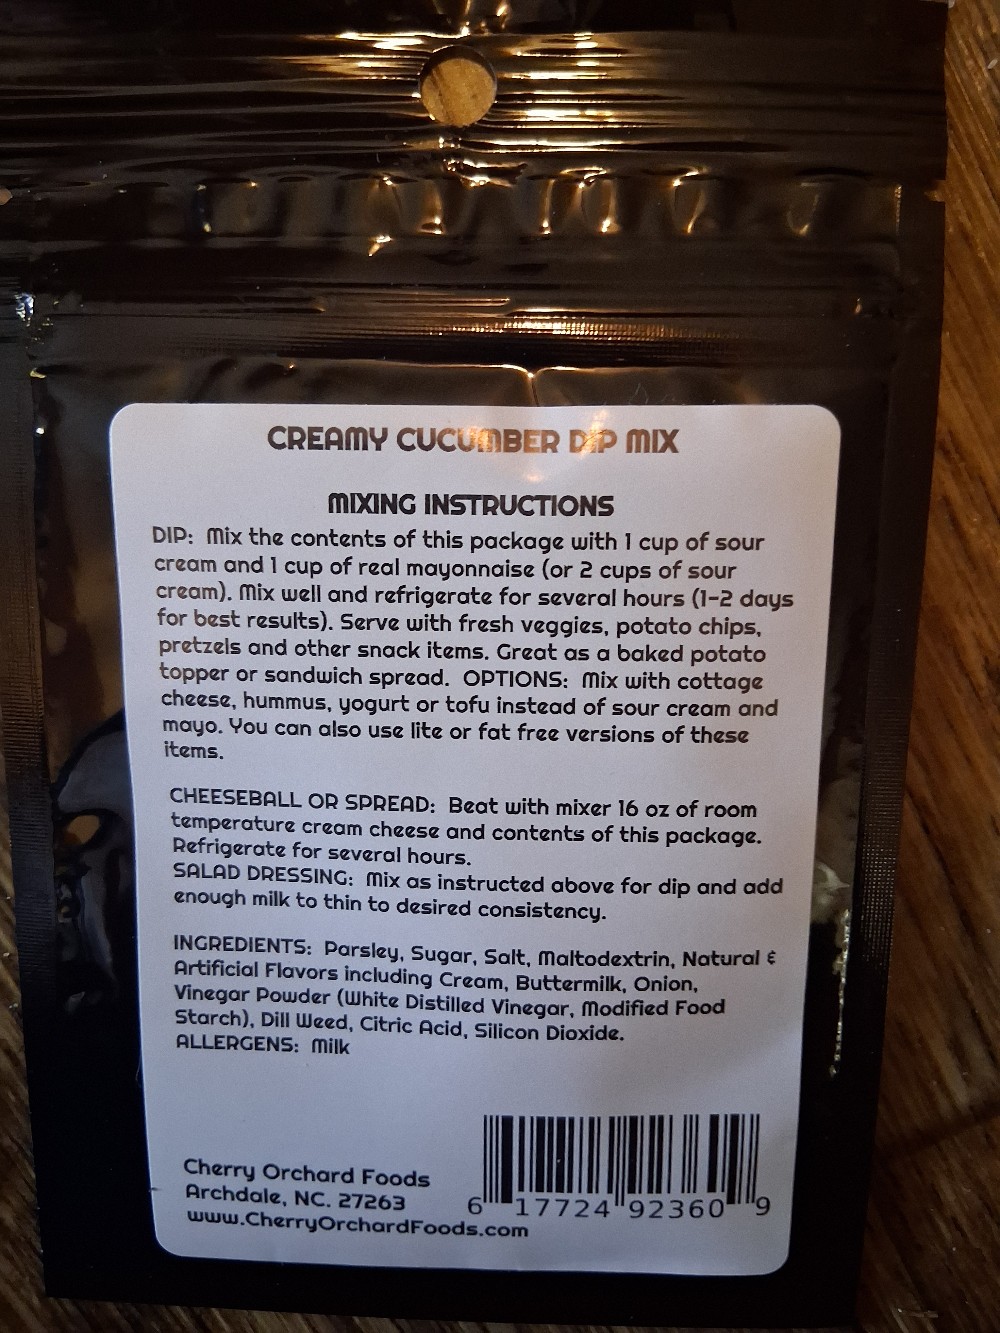 CREAMY CUCUMBER DIP MIX
MIXING INSTRUCTIONS
DIP: Mix the contents of this package with 1 cup of sour
cream and 1 cup of real mayonnaise (or 2 cups of sour
cream). Mix well and refrigerate for several hours (1-2 days
for best results). Serve with fresh veggies, potato chips,
pretzels and other snack items. Great as a baked potato
topper or sandwich spread. OPTIONS: Mix with cottage
cheese, hummus, yogurt or tofu instead of sour cream and
mayo. You can also use lite or fat free versions of these
items.
CHEESEBALL OR SPREAD: Beat with mixer 16 oz of room
temperature cream cheese and contents of this package.
Refrigerate for several hours.
SALAD DRESSING: Mix as instructed above for dip and add
enough milk to thin to desired consistency.
INGREDIENTS: Parsley, Sugar, Salt, Maltodextrin, Natural &
Artificial Flavors including Cream, Buttermilk, Onion,
Vinegar Powder (White Distilled Vinegar, Modified Food
Starch), Dill Weed, Citric Acid, Silicon Dioxide.
ALLERGENS: Milk
Cherry Orchard Foods
Archdale, NC. 27263
www.CherryOrchardFoods.com
6 17724 92360 9